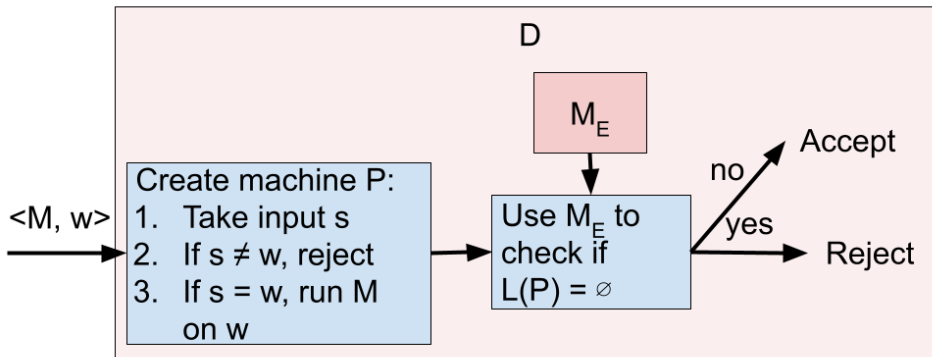 D
M_E
<M, w>
Create machine P:
1. Take input s
2. If s ≠ w, reject
3. If s = w, run M
on w
Use M_E to
check if
L(P) = ∅
no
yes
Accept
Reject